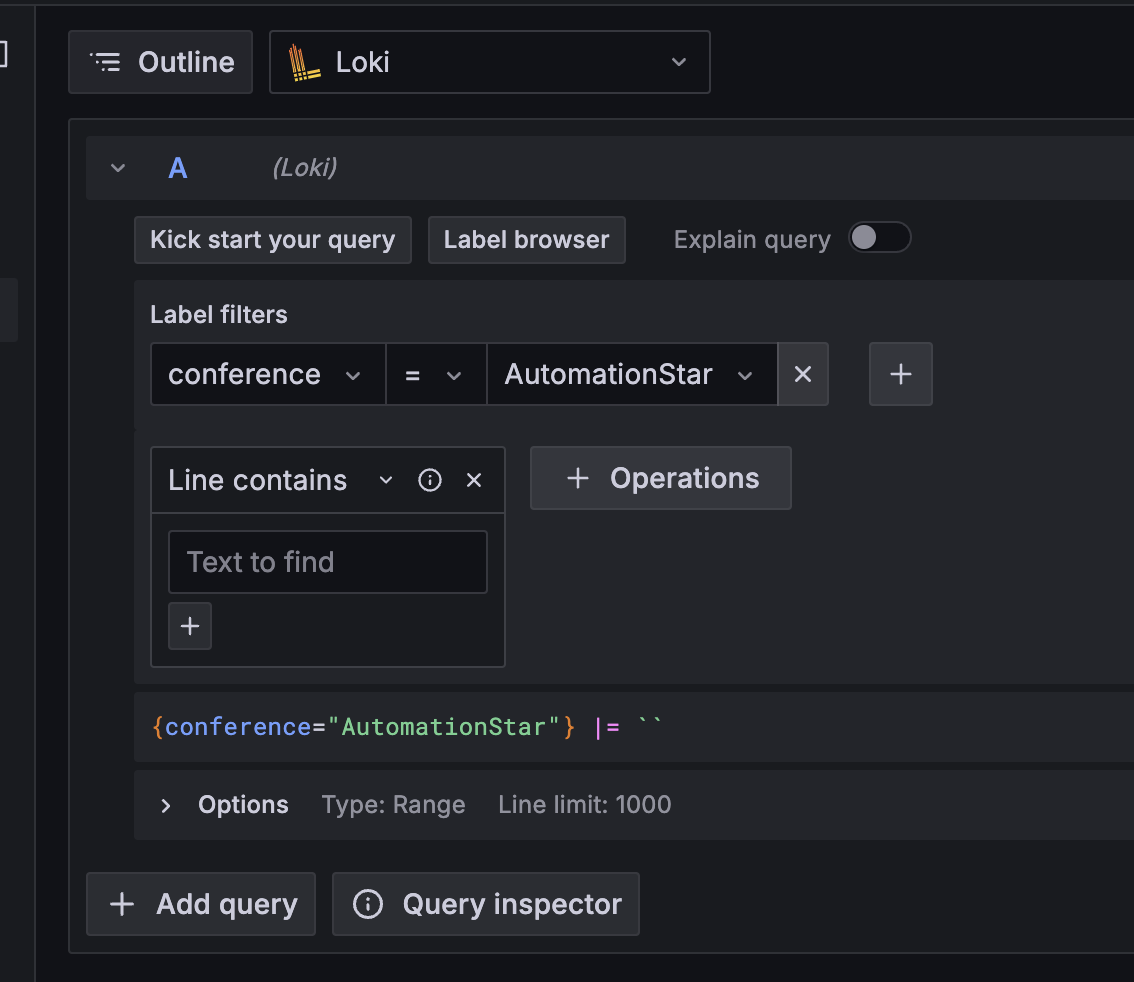 Outline Loki
A (Loki)
Kick start your query Label browser Explain query
Label filters
conference = AutomationStar
Line contains Operations
Text to find
{conference="AutomationStar"} |= ``
Options Type: Range Line limit: 1000
Add query Query inspector